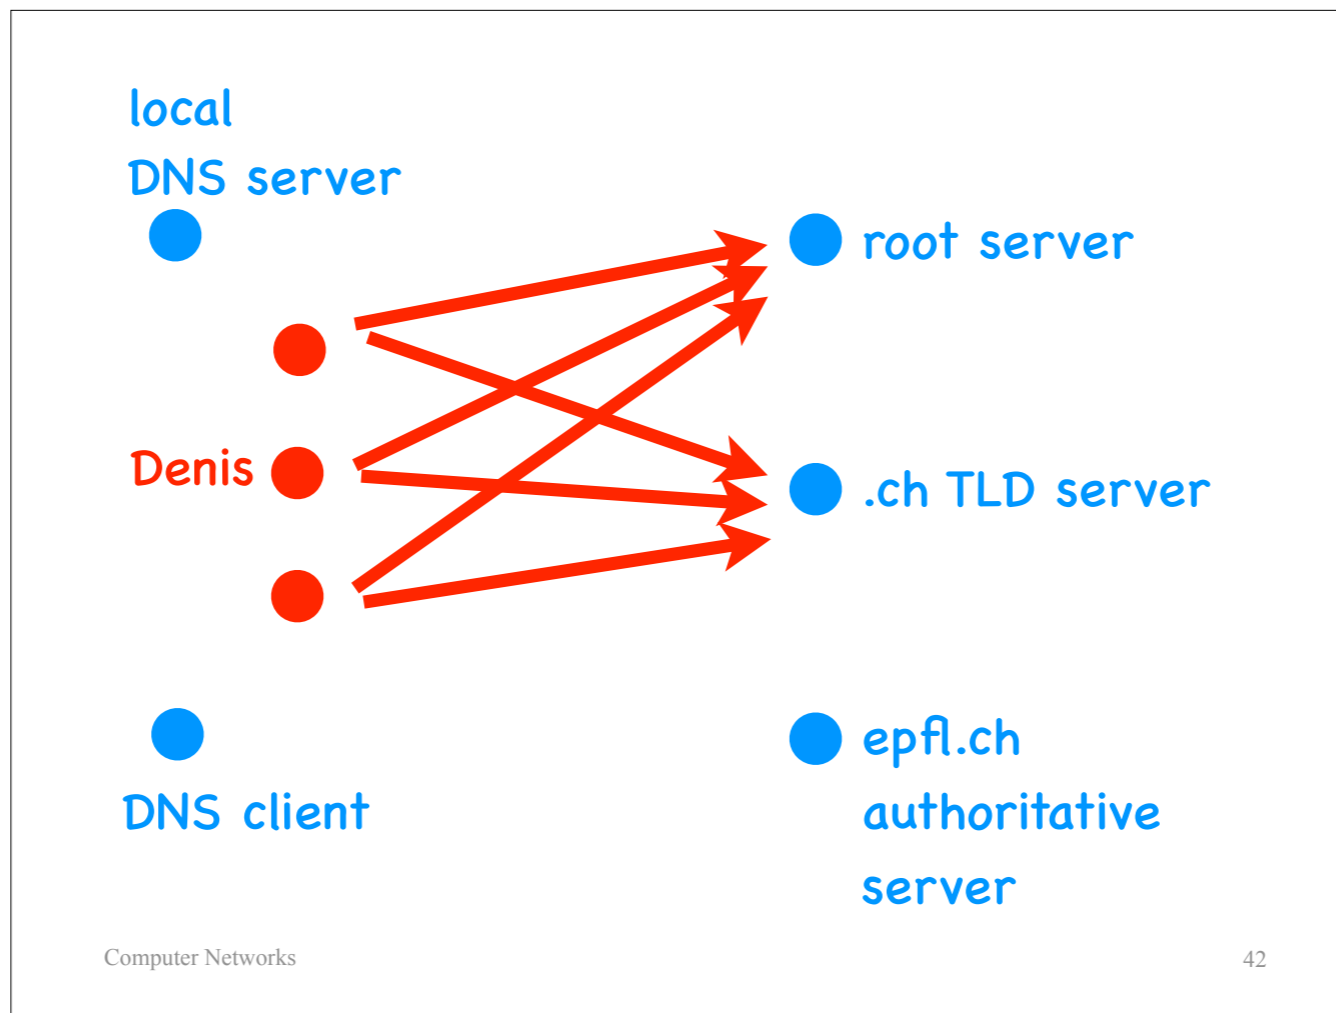 local
DNS server
root server
Denis
.ch TLD server
DNS client
epfl.ch
authoritative
server
Computer Networks
42